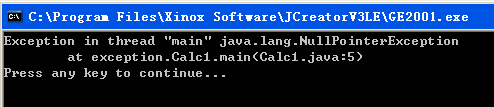 C:\Program Files\Xinox Software\JCreatorV3LE\GE2001.exe
Exception in thread "main" java.lang.NullPointerException
at exception.Calc1.main(Calc1.java:5)
Press any key to continue...